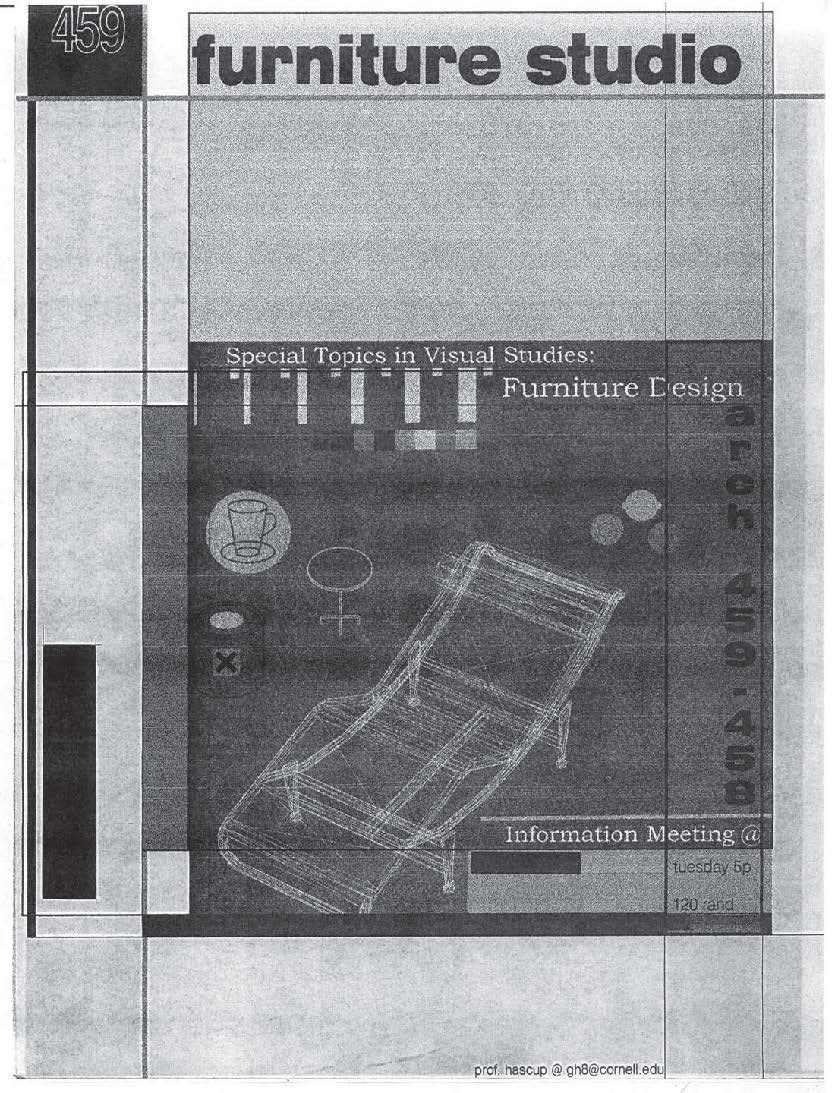 459
furniture studio
Special Topics in Visual Studies:
Furniture Design
arch 459.458
Information Meeting @
tuesday 5p
120 rand
prof. hascup @ gh8@cornell.edu